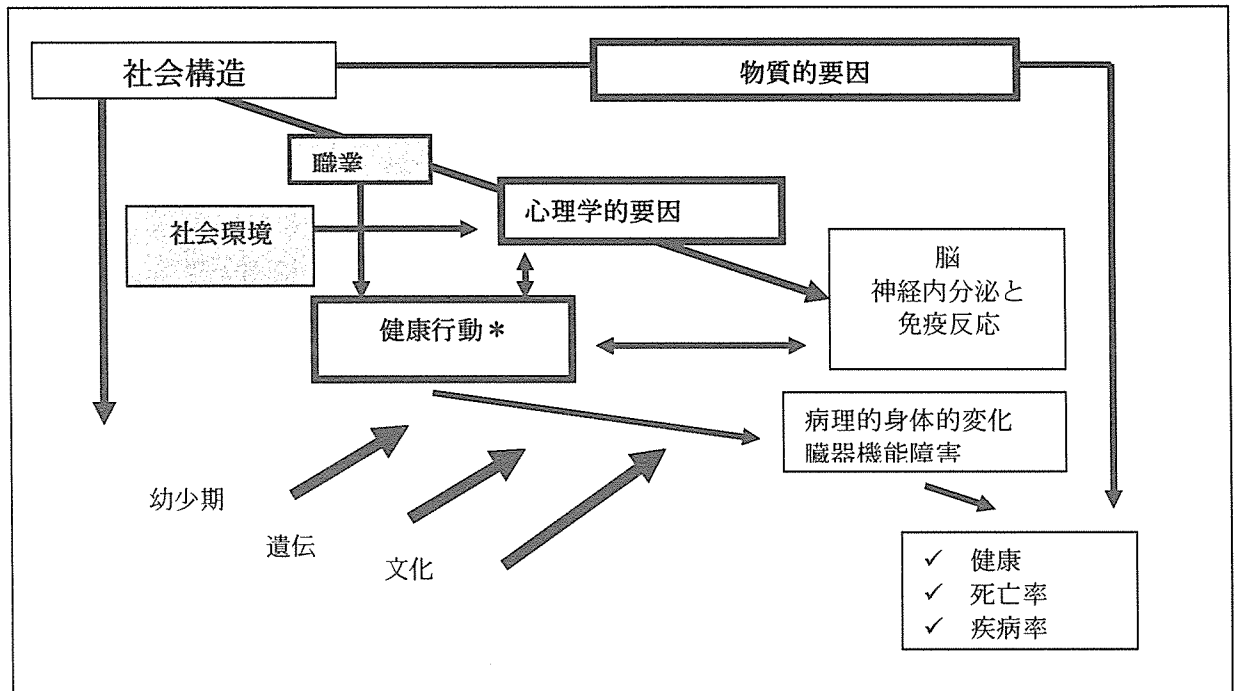 社会構造
物質的要因
職業
心理学的要因
社会環境
脳
神経内分泌と
免疫反応
健康行動＊
病理的身体的変化
臓器機能障害
幼少期
遺伝
文化
✓ 健康
✓ 死亡率
✓ 疾病率